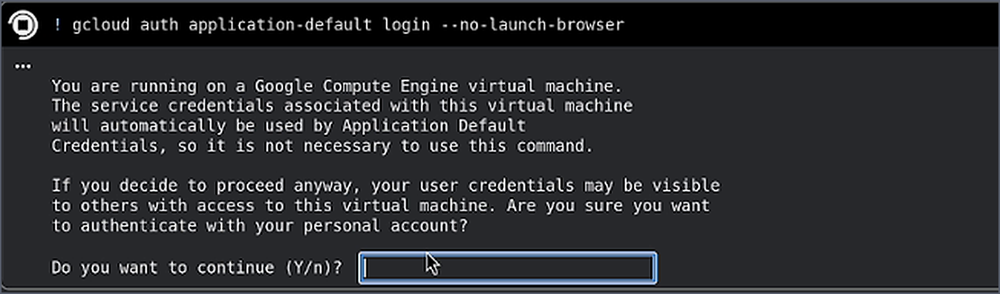 ! gcloud auth application-default login --no-launch-browser
...
You are running on a Google Compute Engine virtual machine.
The service credentials associated with this virtual machine
will automatically be used by Application Default
Credentials, so it is not necessary to use this command.
If you decide to proceed anyway, your user credentials may be visible
to others with access to this virtual machine. Are you sure you want
to authenticate with your personal account?
Do you want to continue (Y/n)?